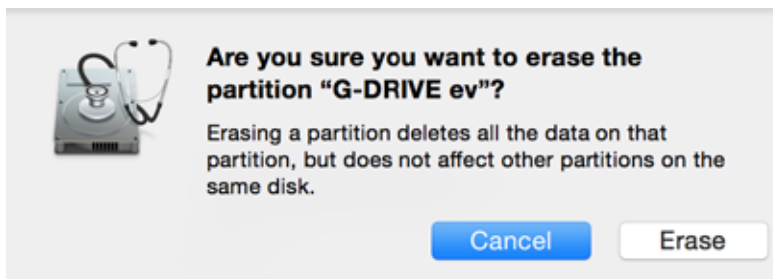 Are you sure you want to erase the
partition “G-DRIVE ev”?
Erasing a partition deletes all the data on that
partition, but does not affect other partitions on the
same disk.
Cancel Erase